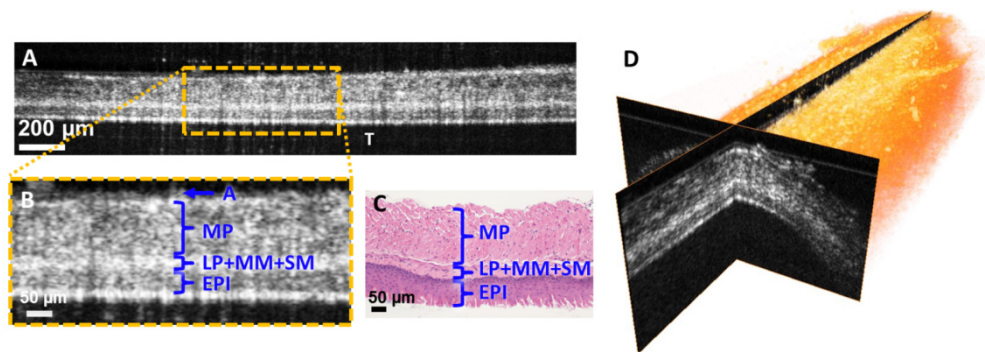 A
200 µm
T
B
A
MP
LP+MM+SM
EPI
50 µm
C
MP
LP+MM+SM
EPI
50 µm
D